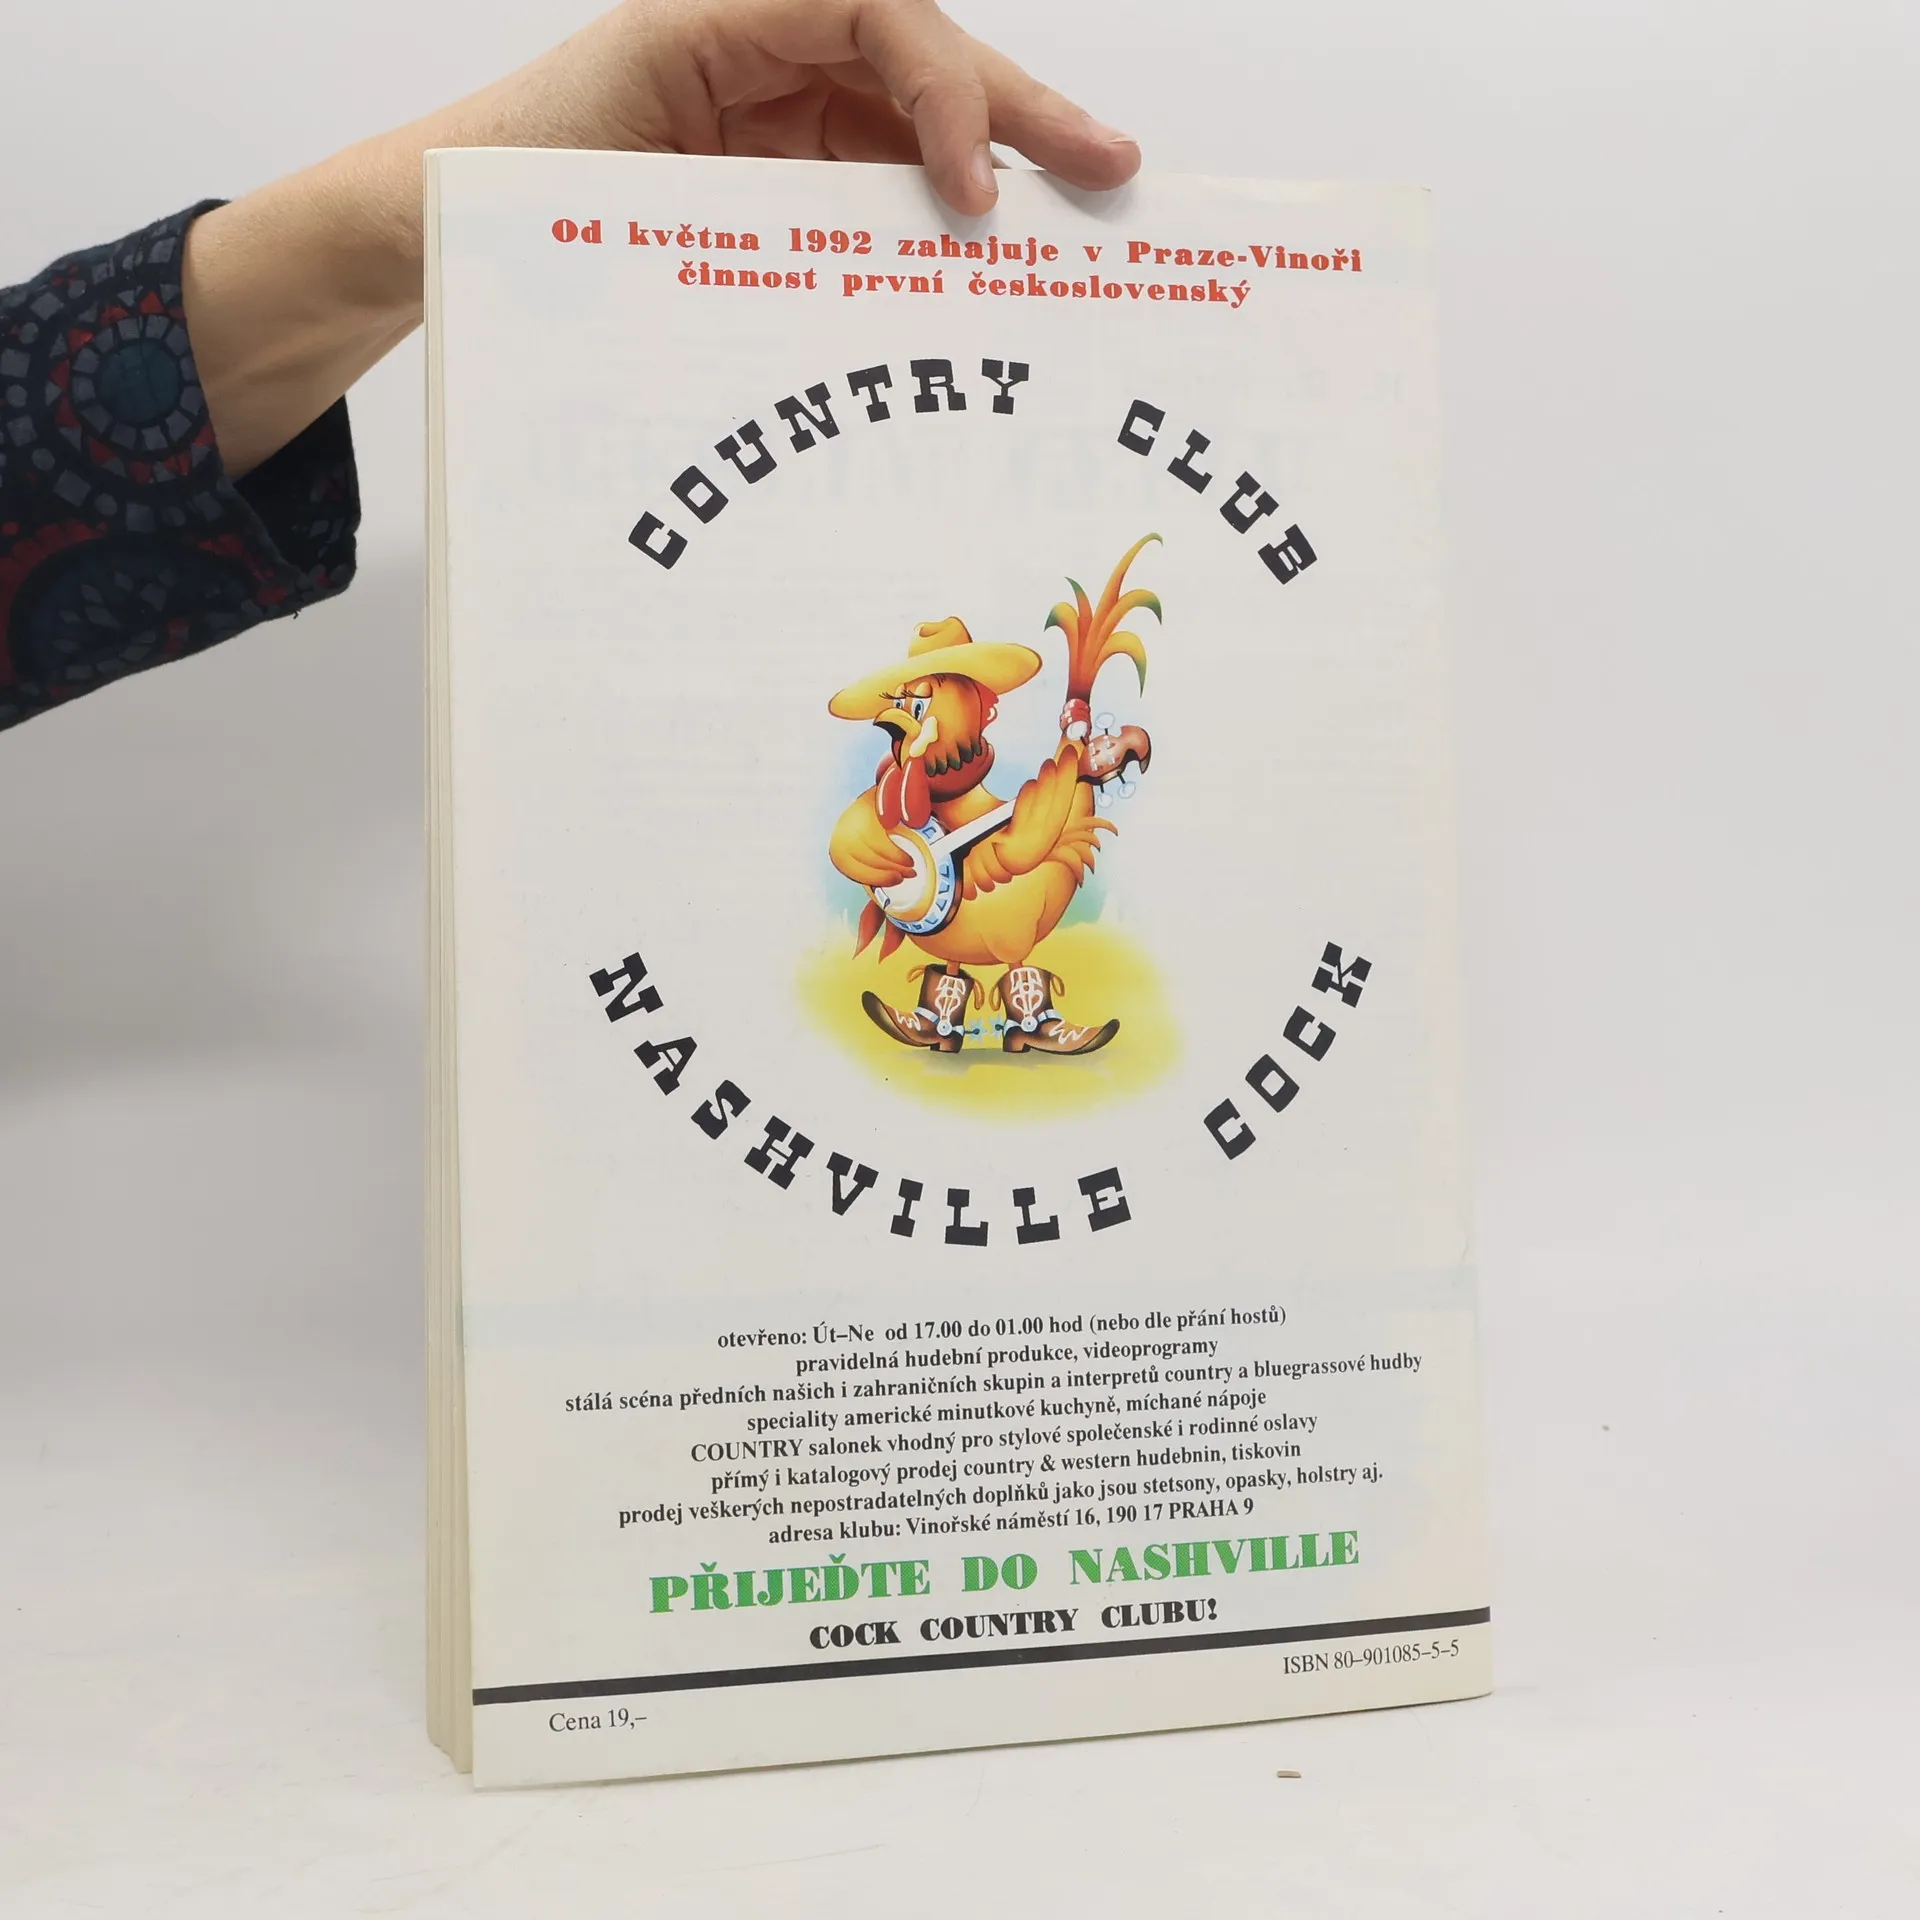 Od května 1992 zahajuje v Praze-Vinoři
činnost první československý
COUNTRY CLUB
NASHVILLE COCK
otevřeno: Út–Ne od 17.00 do 01.00 hod (nebo dle přání hostů)
pravidelná hudební produkce, videoprogramy
stálá scéna předních našich i zahraničních skupin a interpretů country a bluegrassové hudby
speciality americké minutkové kuchyně, míchané nápoje
COUNTRY salonek vhodný pro stylové společenské i rodinné oslavy
přímý i katalogový prodej country & western hudebnin, tiskovin
prodej veškerých nepostradatelných doplňků jako jsou stetsony, opasky, holstry aj.
adresa klubu: Vinořské náměstí 16, 190 17 PRAHA 9
PŘIJEĎTE DO NASHVILLE
COCK COUNTRY CLUBU!
ISBN 80–901085–5–5
Cena 19,–